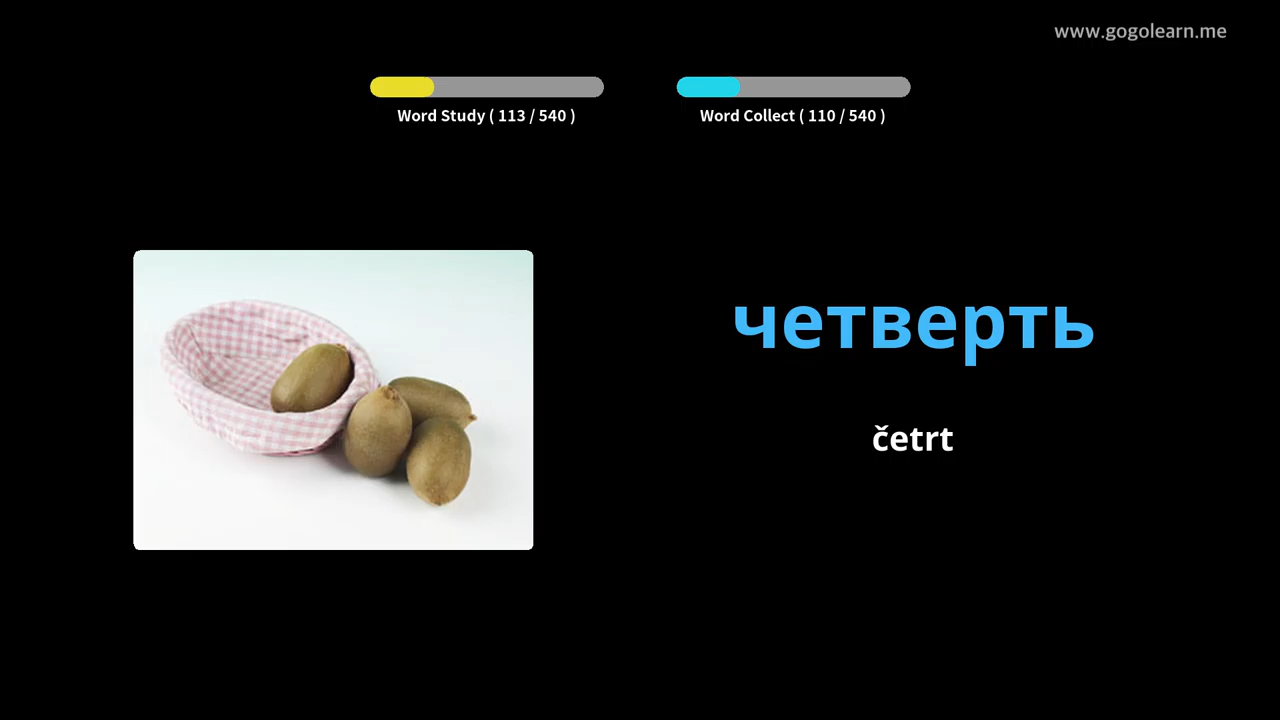 www.gogolearn.me
Word Study ( 113 / 540 )
Word Collect ( 110 / 540 )
четверть
četrt